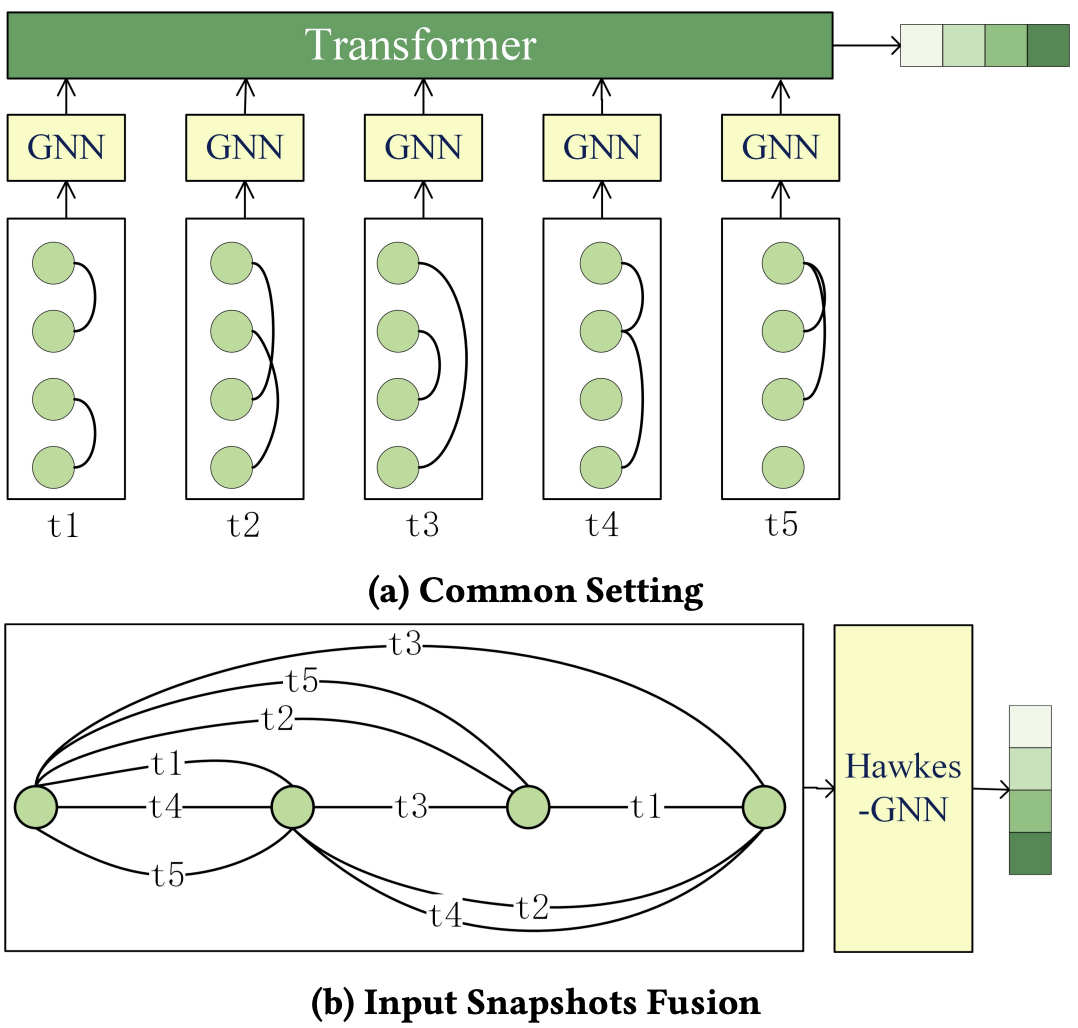 Transformer
GNN GNN GNN GNN GNN
t1 t2 t3 t4 t5
(a) Common Setting
t3
t5
t2
t1
t4 t3 t1
t5
t2
t4
Hawkes
-GNN
(b) Input Snapshots Fusion